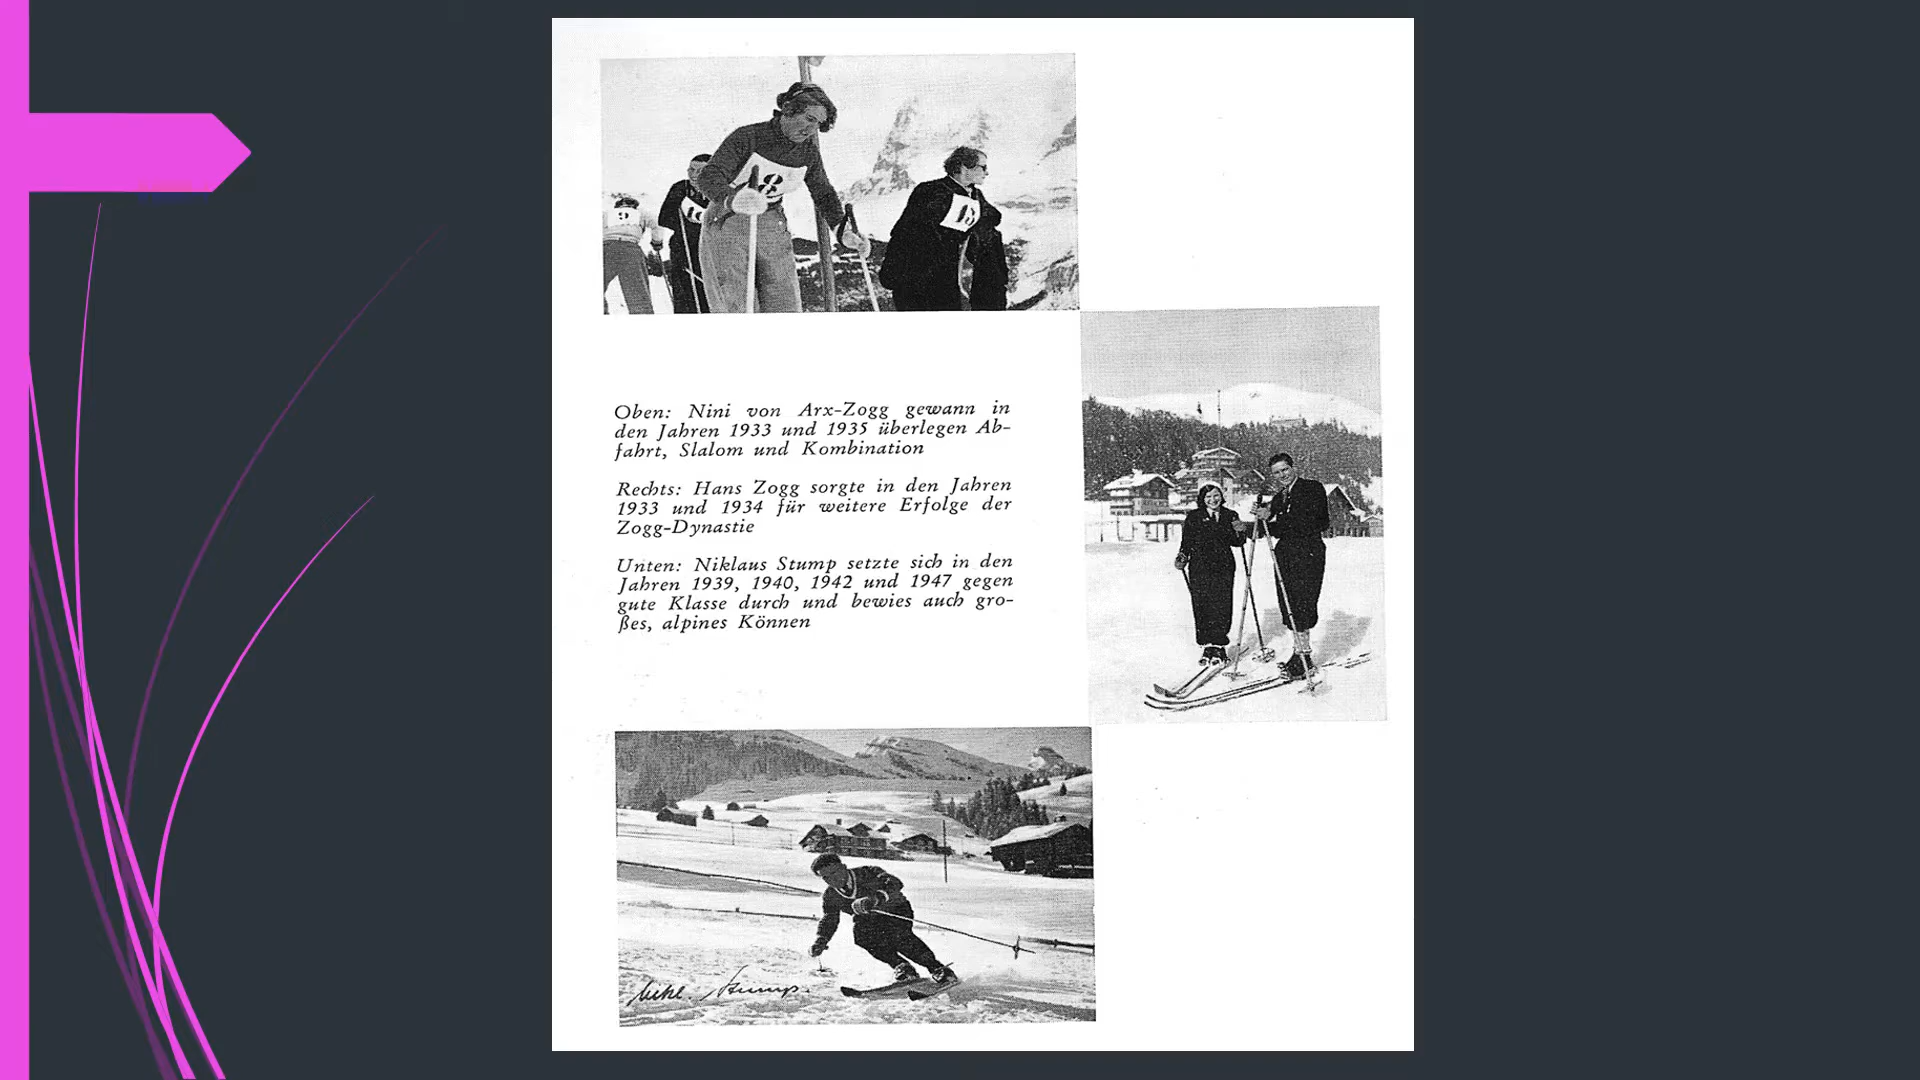 9
13
Oben: Nini von Arx-Zogg gewann in
den Jahren 1933 und 1935 überlegen Ab-
fahrt, Slalom und Kombination
Rechts: Hans Zogg sorgte in den Jahren
1933 und 1934 für weitere Erfolge der
Zogg-Dynastie
Unten: Niklaus Stump setzte sich in den
Jahren 1939, 1940, 1942 und 1947 gegen
gute Klasse durch und bewies auch gro-
ßes, alpines Können
Stump.